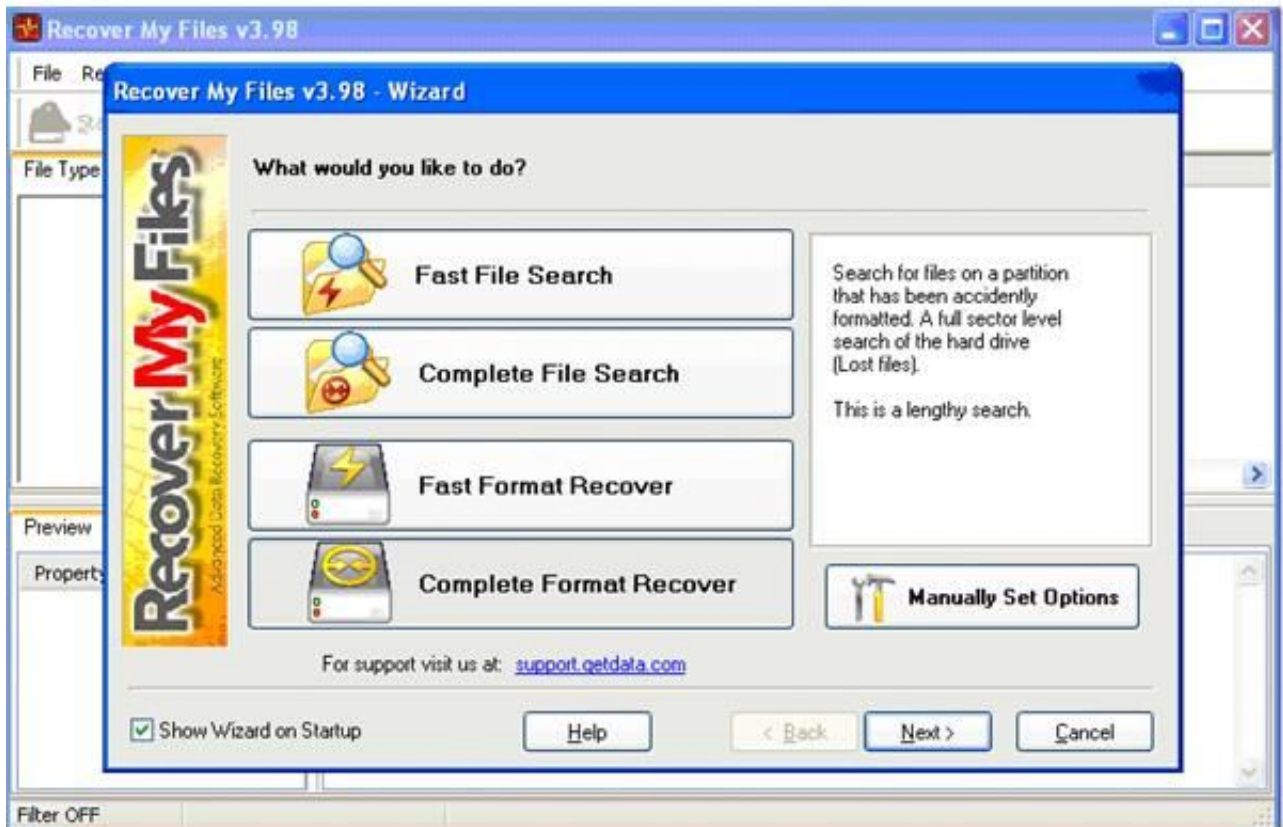 Recover My Files v3.98
File Re
Recover My Files v3.98 - Wizard
File Type
What would you like to do?
Recover My Files
Advanced Data Recovery Software
Fast File Search
Complete File Search
Fast Format Recover
Complete Format Recover
Search for files on a partition
that has been accidently
formatted. A full sector level
search of the hard drive
(Lost files).
This is a lengthy search.
Manually Set Options
Preview
Property
For support visit us at: support.getdata.com
Show Wizard on Startup
Help
< Back
Next >
Cancel
Filter OFF